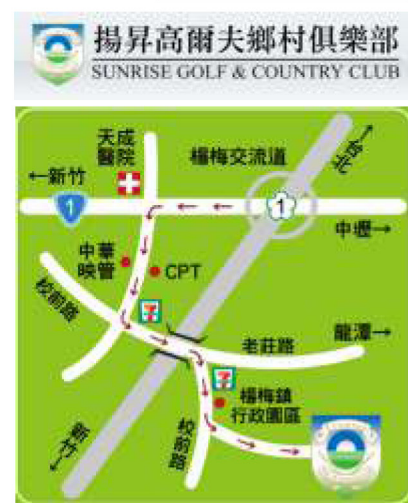 揚昇高爾夫鄉村俱樂部
SUNRISE GOLF & COUNTRY CLUB
天成
醫院
楊梅交流道
→台北
←新竹
1
1
中壢→
中華
映管
CPT
校前路
7
老莊路
龍潭→
7
楊梅鎮
行政園區
校前路
新竹→